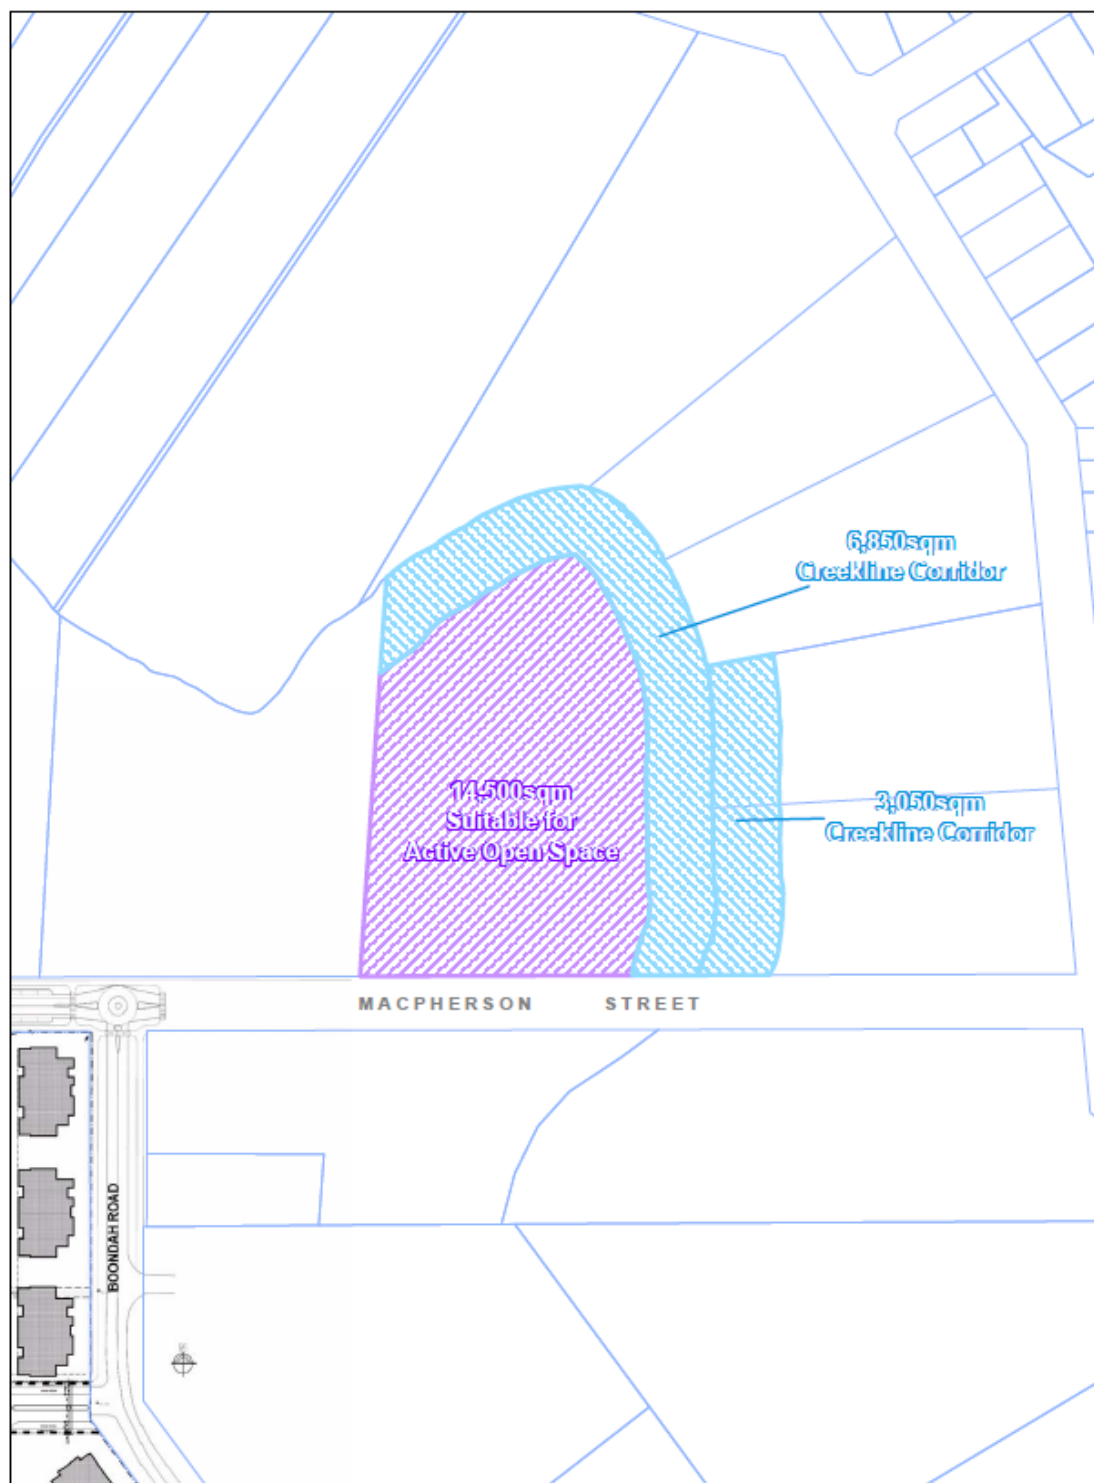 6,850sqm
Creekline Corridor
14,500sqm
Suitable for
Active Open Space
3,050sqm
Creekline Corridor
MACPHERSON STREET
BOONDAH ROAD